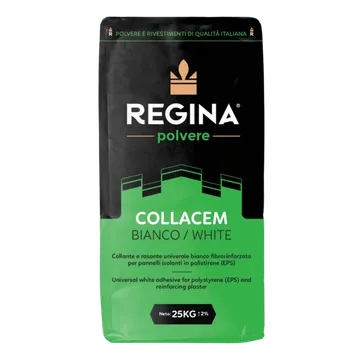 POLVERE E RIVESTIMENTI DI QUALITÀ ITALIANA
REGINA®
polvere
COLLACEM
BIANCO / WHITE
Collante e rasante universale bianco fibrorinforzato
per pannelli isolanti in polistirene (EPS)
Universal white adhesive for polystyrene (EPS) and
reinforcing plaster
Neto: 25KG ±2%